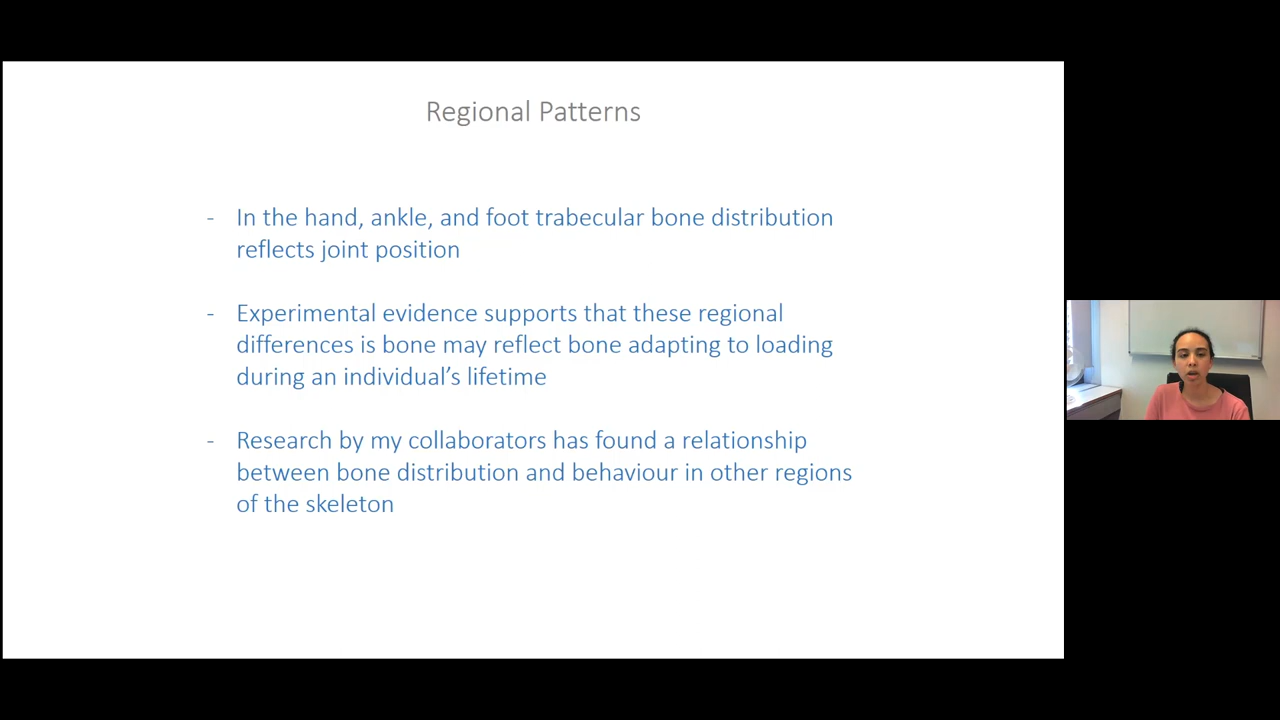 Regional Patterns
- In the hand, ankle, and foot trabecular bone distribution
reflects joint position
- Experimental evidence supports that these regional
differences is bone may reflect bone adapting to loading
during an individual’s lifetime
- Research by my collaborators has found a relationship
between bone distribution and behaviour in other regions
of the skeleton